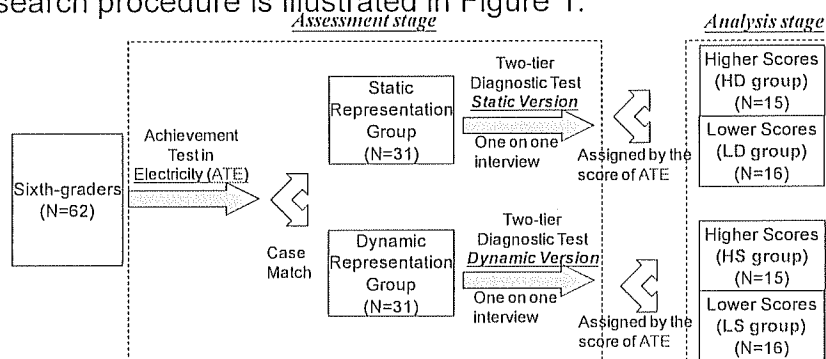 search procedure is illustrated in Figure 1.
Assessment stage
Analysis stage
Sixth-graders
(N=62)
Achievement
Test in
Electricity (ATE)
Case
Match
Static
Representation
Group
(N=31)
Two-tier
Diagnostic Test
Static Version
One on one
interview
Assigned by the
score of ATE
Higher Scores
(HD group)
(N=15)
Lower Scores
(LD group)
(N=16)
Dynamic
Representation
Group
(N=31)
Two-tier
Diagnostic Test
Dynamic Version
One on one
interview
Assigned by the
score of ATE
Higher Scores
(HS group)
(N=15)
Lower Scores
(LS group)
(N=16)